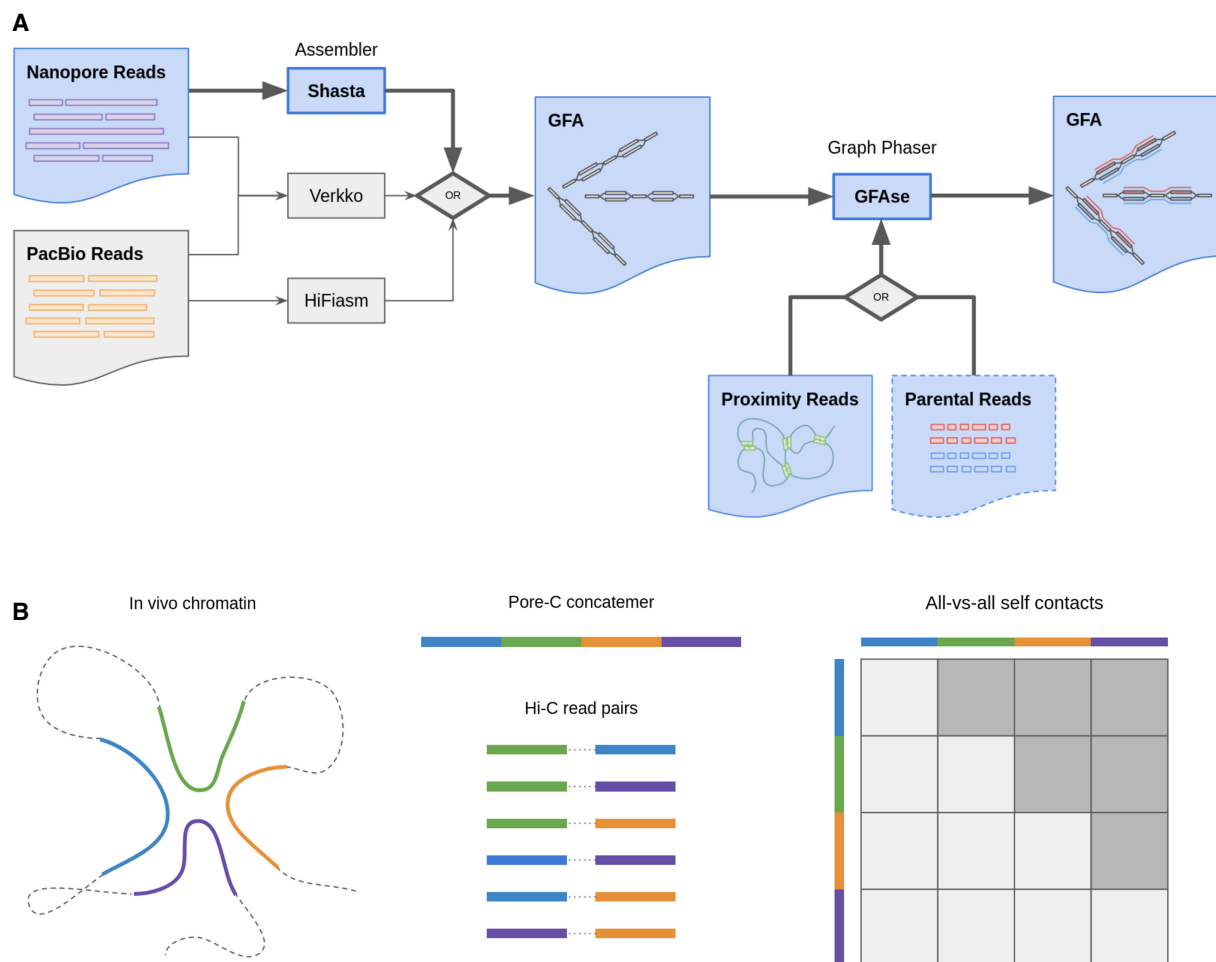 A
Assembler
Nanopore Reads
Shasta
GFA
GFA
Graph Phaser
Verkko
OR
GFAse
PacBio Reads
HiFiasm
OR
Proximity Reads
Parental Reads
B
In vivo chromatin
Pore-C concatemer
All-vs-all self contacts
Hi-C read pairs